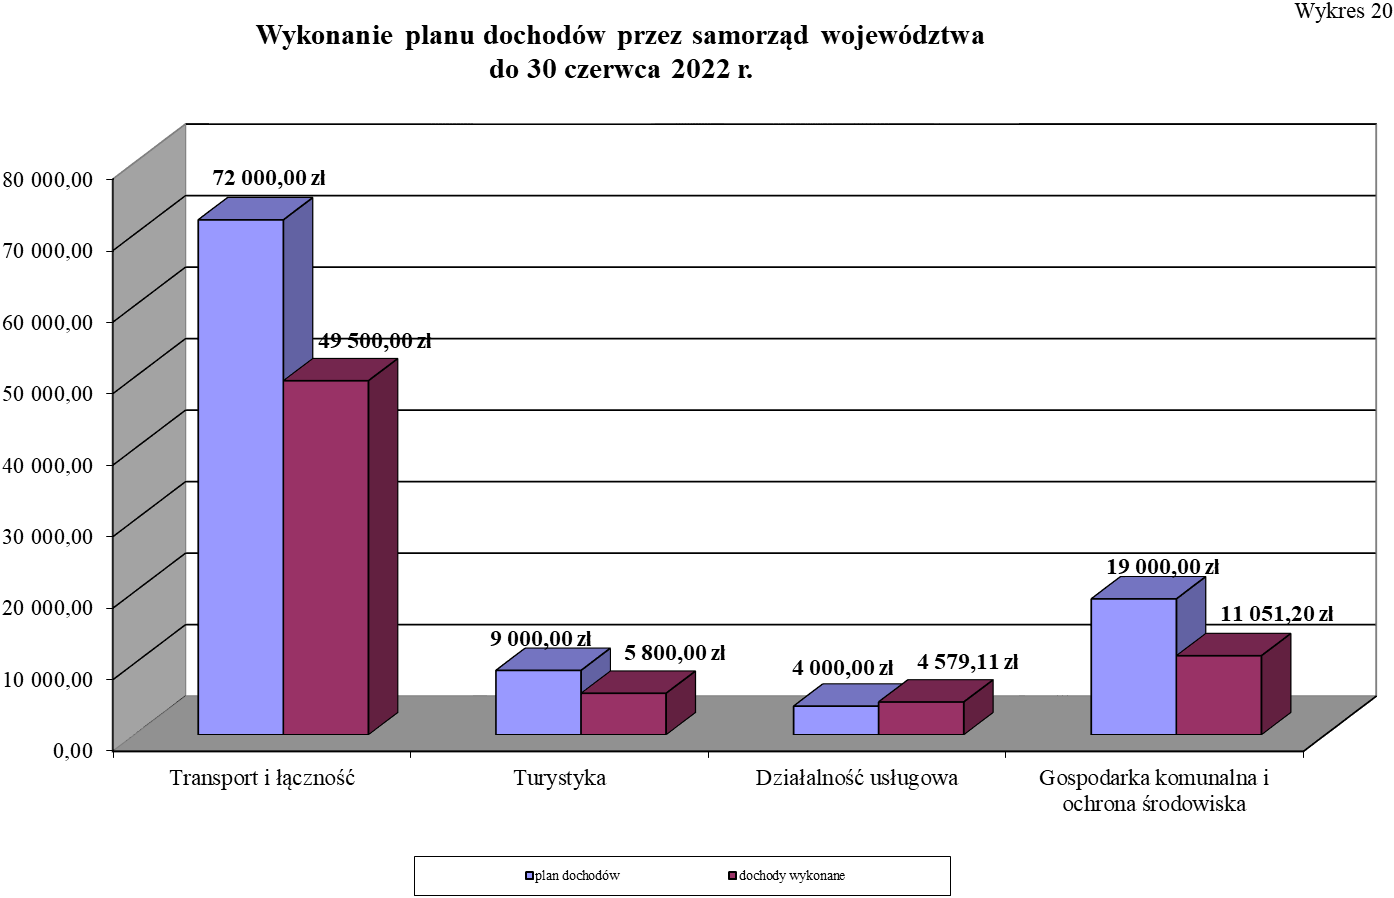 Wykres 20
Wykonanie planu dochodów przez samorząd województwa
do 30 czerwca 2022 r.
80 000,00
70 000,00
60 000,00
50 000,00
40 000,00
30 000,00
20 000,00
10 000,00
0,00
72 000,00 zł
49 500,00 zł
9 000,00 zł
5 800,00 zł
4 000,00 zł
4 579,11 zł
19 000,00 zł
11 051,20 zł
Transport i łączność
Turystyka
Działalność usługowa
Gospodarka komunalna i
ochrona środowiska
plan dochodów
dochody wykonane